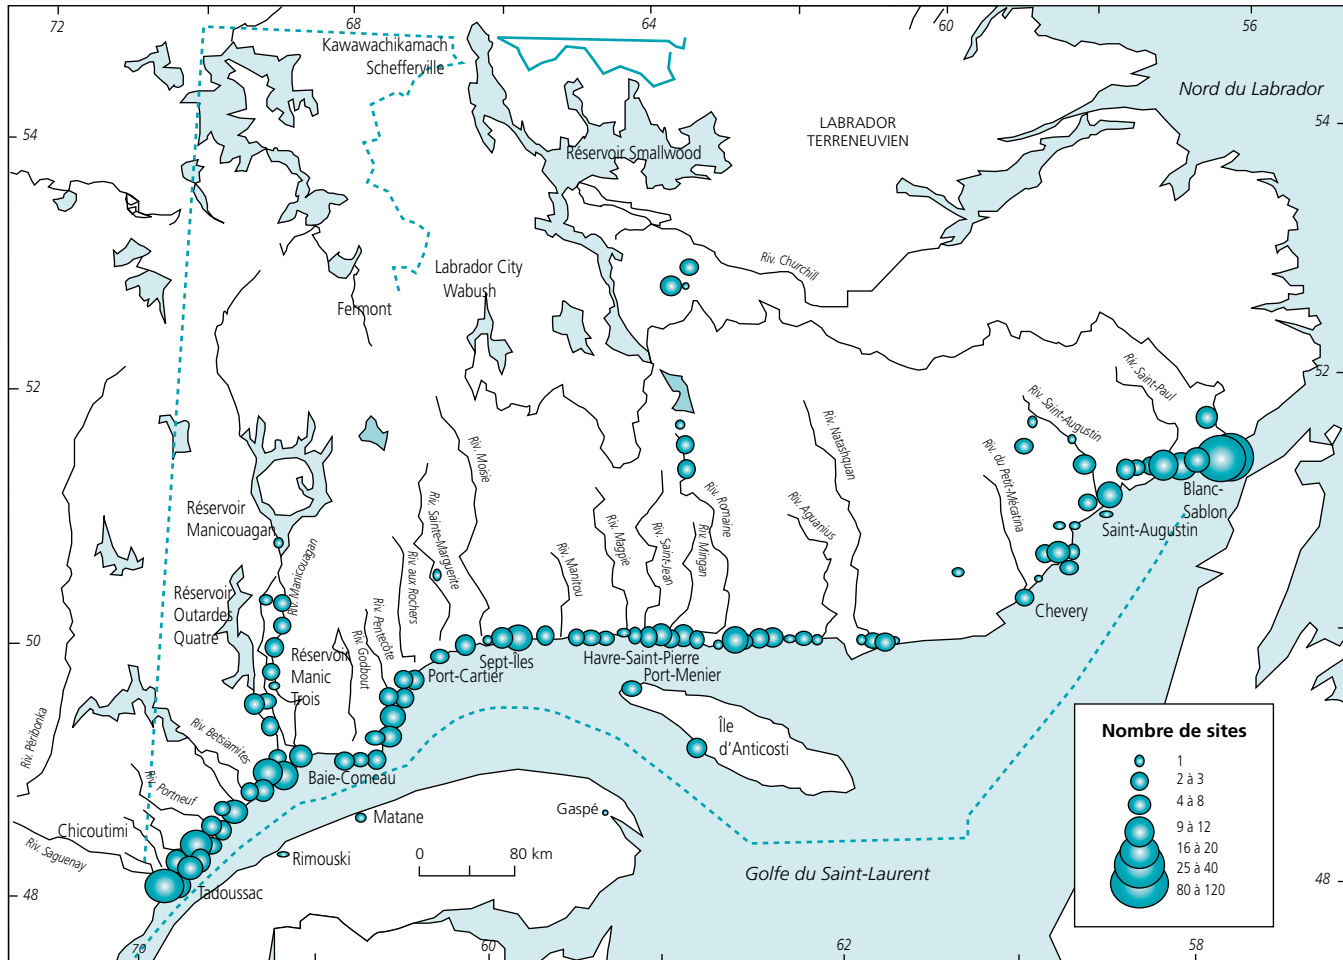 72
68
64
60
56
Kawawachikamach
Schefferville
Nord du Labrador
54
LABRADOR
TERRENEUVIEN
54
Réservoir Smallwood
Riv. Churchill
Labrador City
Wabush
Fermont
52
52
Riv. Saint-Paul
Riv. Saint-Augustin
Riv. Moisie
Riv. Natashquan
Riv. du Petit-Mécatina
Réservoir
Manicouagan
Riv. Sainte-Marguerite
Riv. Romaine
Riv. Aguanius
Blanc-
Sablon
Saint-Augustin
Riv. Manicouagan
Riv. aux Rochers
Riv. Manitou
Riv. Magpie
Riv. Saint-Jean
Riv. Mingan
Réservoir
Outardes
Quatre
Riv. Pentecôte
Riv. Godbout
Chevery
50
50
Réservoir
Manic
Trois
Sept-Îles
Havre-Saint-Pierre
Port-Cartier
Port-Menier
Île
d'Anticosti
Riv. Péribonka
Riv. Betsiamites
Baie-Comeau
Riv. Portneuf
Nombre de sites
1
2 à 3
4 à 8
9 à 12
16 à 20
25 à 40
80 à 120
Gaspé
Matane
Chicoutimi
Riv. Saguenay
Rimouski
0
80 km
Tadoussac
Golfe du Saint-Laurent
48
48
70
60
62
58